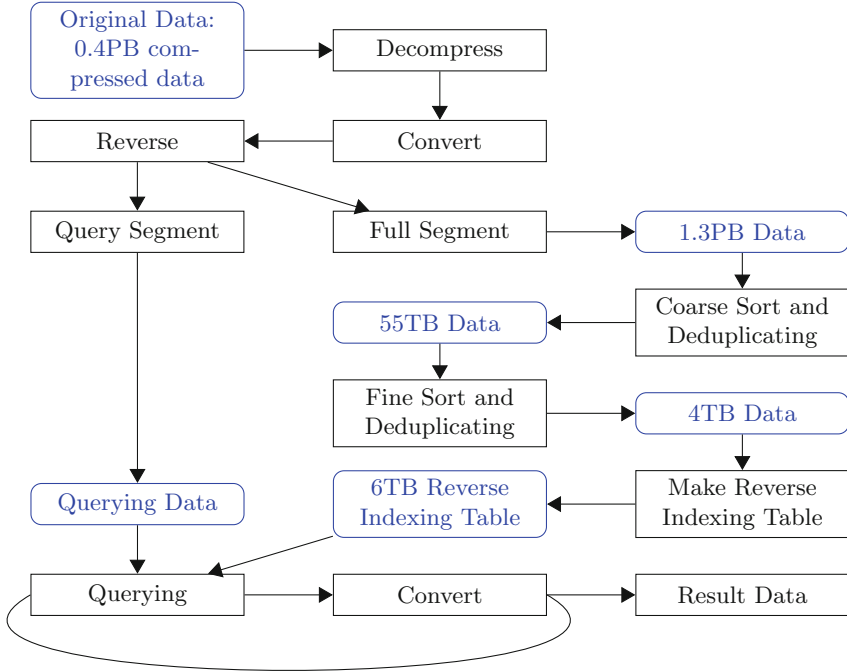 Original Data:
0.4PB com-
pressed data
Decompress
Reverse
Convert
Query Segment
Full Segment
1.3PB Data
55TB Data
Coarse Sort and
Deduplicating
Fine Sort and
Deduplicating
4TB Data
Querying Data
6TB Reverse
Indexing Table
Make Reverse
Indexing Table
Querying
Convert
Result Data